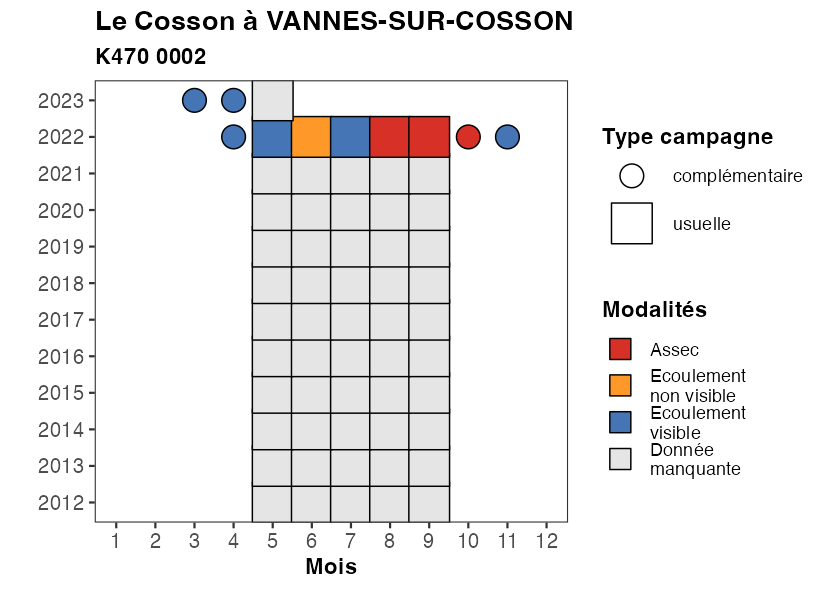 Le Cosson à VANNES-SUR-COSSON
K470 0002
2023
2022
2021
2020
2019
2018
2017
2016
2015
2014
2013
2012
1 2 3 4 5 6 7 8 9 10 11 12
Mois
Type campagne
complémentaire
usuelle
Modalités
Assec
Ecoulement
non visible
Ecoulement
visible
Donnée
manquante